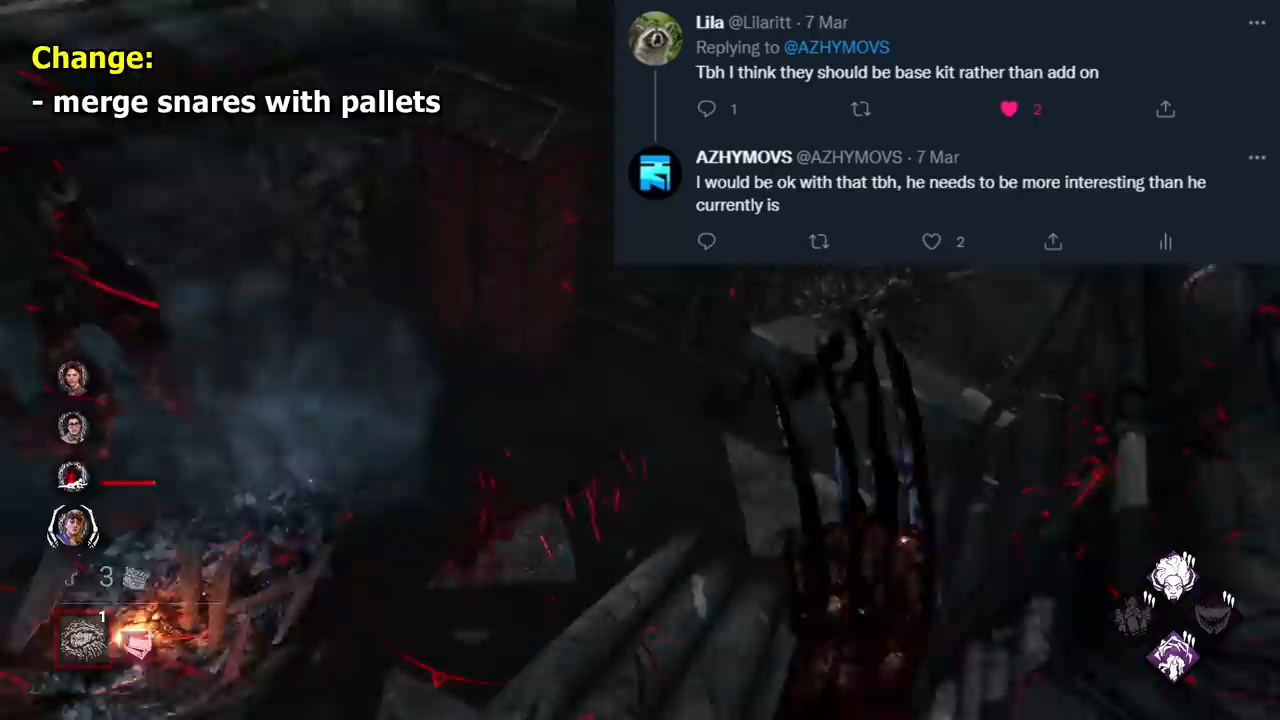 Change:
- merge snares with pallets
Lila @Lilaritt · 7 Mar
Replying to @AZHYMOVS
Tbh I think they should be base kit rather than add on
1 2
AZHYMOVS @AZHYMOVS · 7 Mar
I would be ok with that tbh, he needs to be more interesting than he
currently is
2
3
1